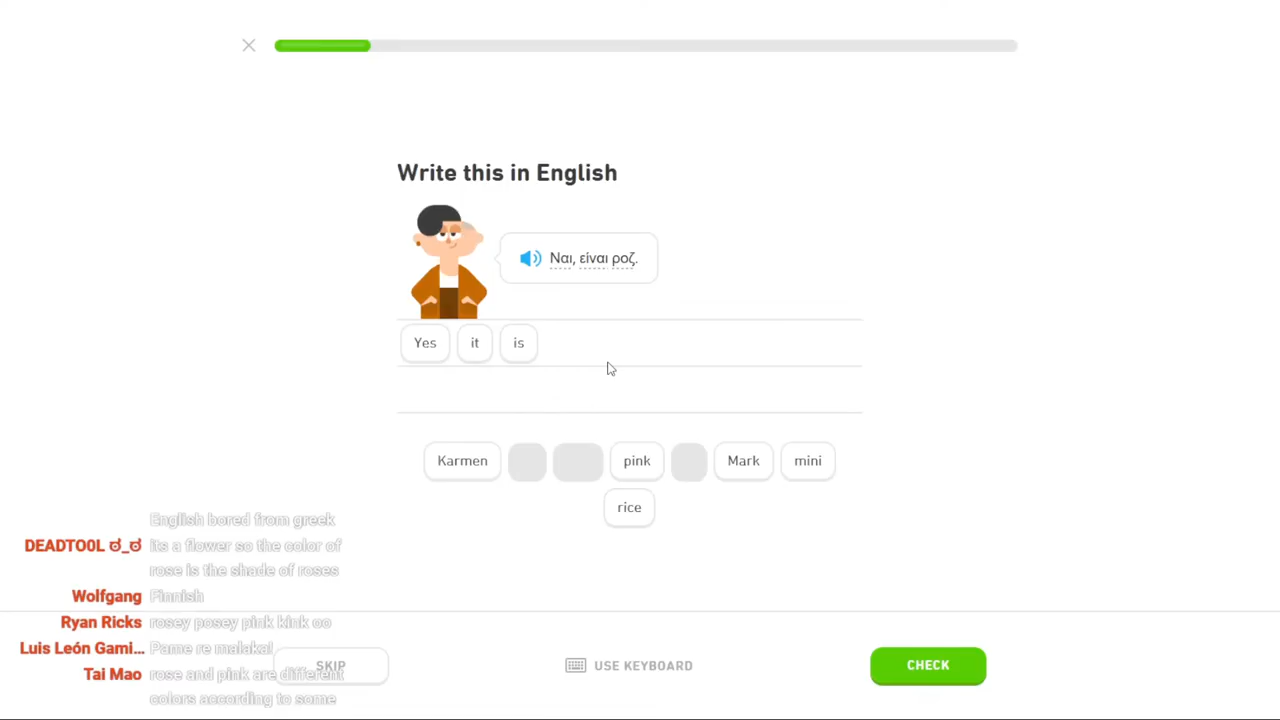 Write this in English
Ναι, είναι ροζ.
Yes it is
Karmen pink Mark mini
rice
English bored from greek
DEADTO0L ಠ_ಠ its a flower so the color of
rose is the shade of roses
Wolfgang Finnish
Ryan Ricks rosey posey pink kink oo
Luis León Gami... Pame re malaka!
Tai Mao rose and pink are different
colors according to some
SKIP
USE KEYBOARD
CHECK